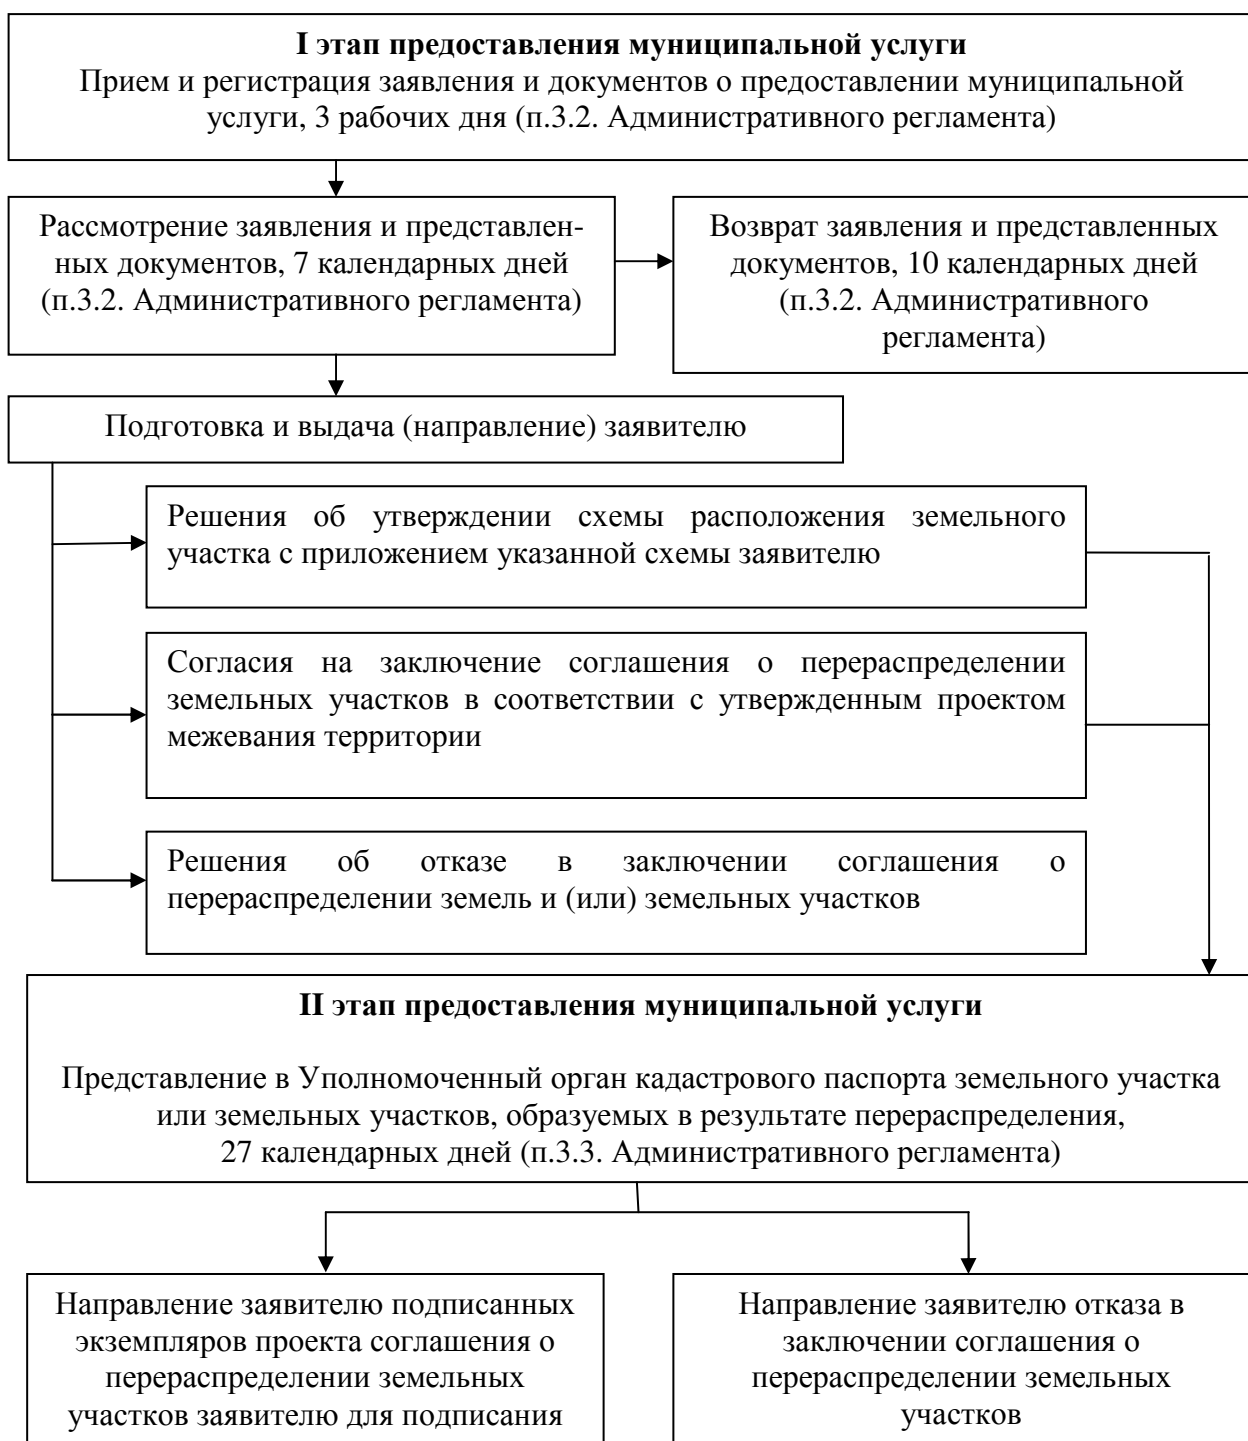 I этап предоставления муниципальной услуги
Прием и регистрация заявления и документов о предоставлении муниципальной
услуги, 3 рабочих дня (п.3.2. Административного регламента)
Рассмотрение заявления и представлен-
ных документов, 7 календарных дней
(п.3.2. Административного регламента)
Возврат заявления и представленных
документов, 10 календарных дней
(п.3.2. Административного
регламента)
Подготовка и выдача (направление) заявителю
Решения об утверждении схемы расположения земельного
участка с приложением указанной схемы заявителю
Согласия на заключение соглашения о перераспределении
земельных участков в соответствии с утвержденным проектом
межевания территории
Решения об отказе в заключении соглашения о
перераспределении земель и (или) земельных участков
II этап предоставления муниципальной услуги
Представление в Уполномоченный орган кадастрового паспорта земельного участка
или земельных участков, образуемых в результате перераспределения,
27 календарных дней (п.3.3. Административного регламента)
Направление заявителю подписанных
экземпляров проекта соглашения о
перераспределении земельных
участков заявителю для подписания
Направление заявителю отказа в
заключении соглашения о
перераспределении земельных
участков